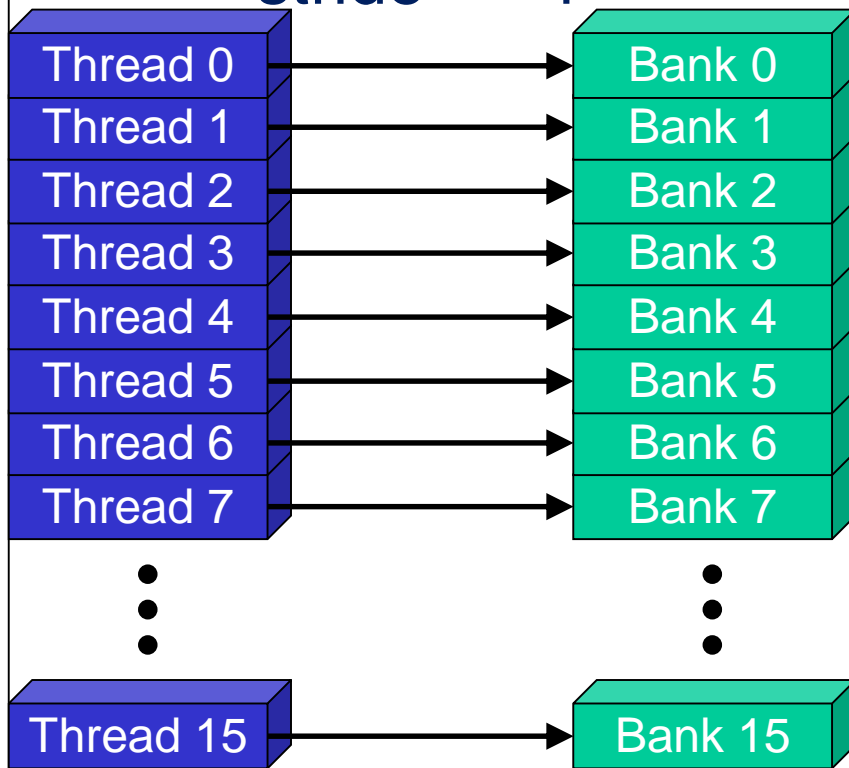 Thread 0 Bank 0
Thread 1 Bank 1
Thread 2 Bank 2
Thread 3 Bank 3
Thread 4 Bank 4
Thread 5 Bank 5
Thread 6 Bank 6
Thread 7 Bank 7
Thread 15 Bank 15